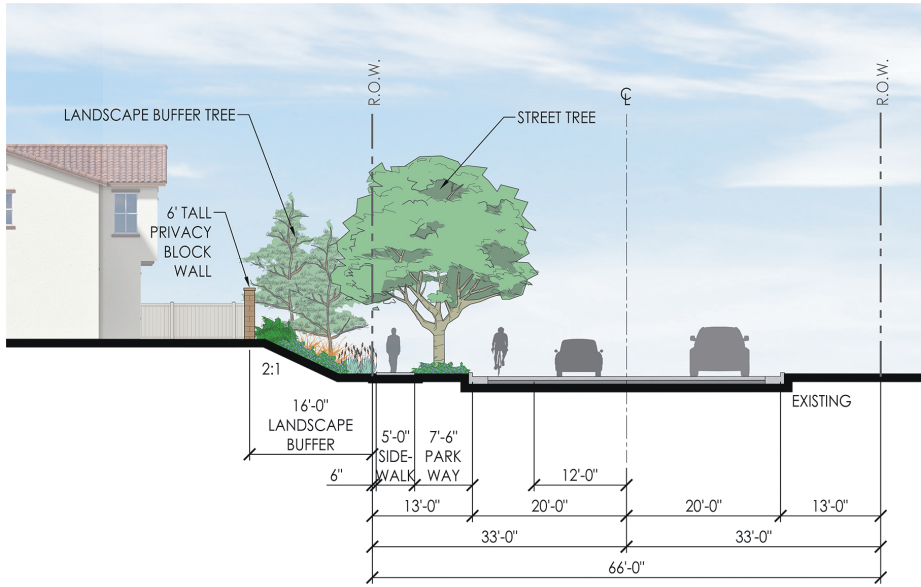 R.O.W.
R.O.W.
℄
LANDSCAPE BUFFER TREE
STREET TREE
6' TALL
PRIVACY
BLOCK
WALL
2:1
EXISTING
16'-0"
LANDSCAPE
BUFFER
5'-0"
SIDE-
WALK
7'-6"
PARK
WAY
6"
12'-0"
13'-0"
20'-0"
20'-0"
13'-0"
33'-0"
33'-0"
66'-0"